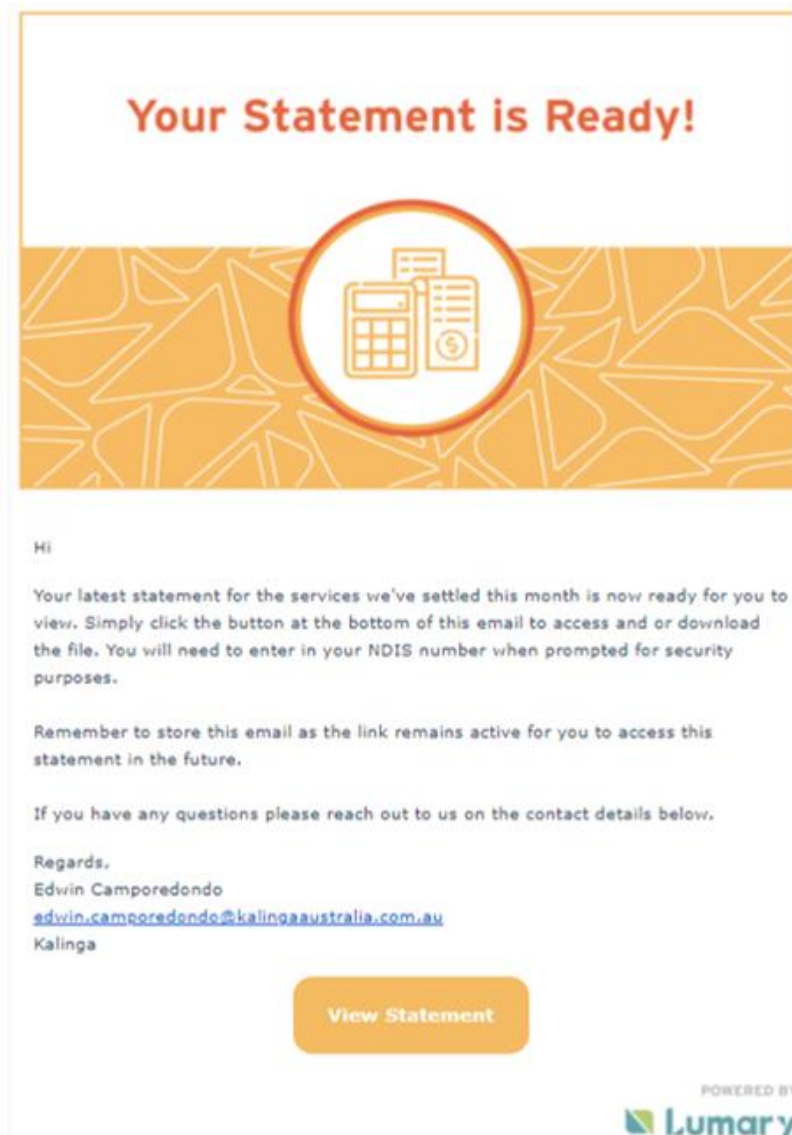 Your Statement is Ready!
Hi
Your latest statement for the services we've settled this month is now ready for you to
view. Simply click the button at the bottom of this email to access and or download
the file. You will need to enter in your NDIS number when prompted for security
purposes.
Remember to store this email as the link remains active for you to access this
statement in the future.
If you have any questions please reach out to us on the contact details below.
Regards,
Edwin Camporedondo
edwin.camporedondo@kalingaaustralia.com.au
Kalinga
View Statement
POWERED BY
Lumary